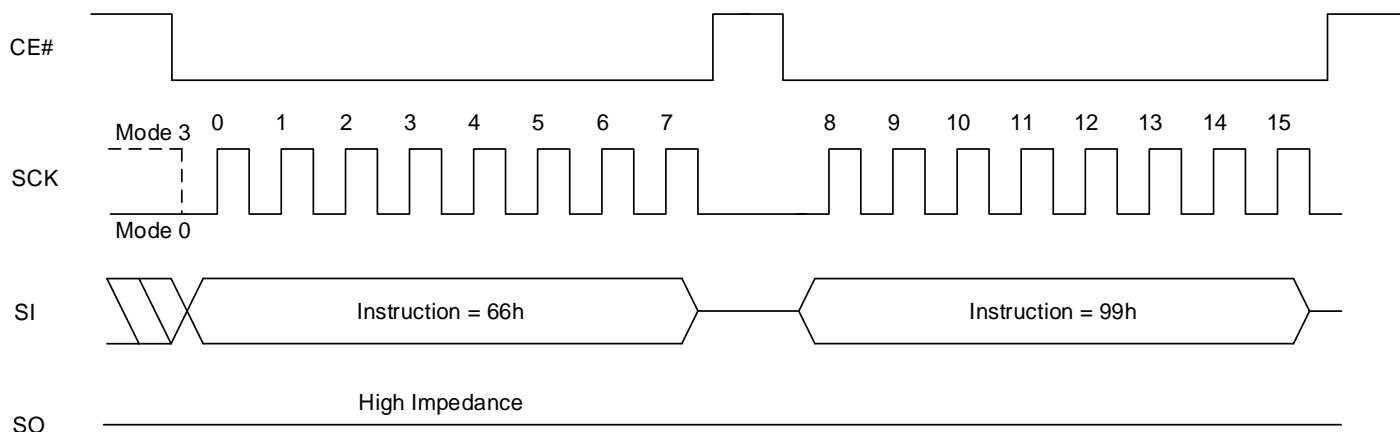 CE#
Mode 3 0 1 2 3 4 5 6 7 8 9 10 11 12 13 14 15
SCK
Mode 0
SI Instruction = 66h Instruction = 99h
High Impedance
SO